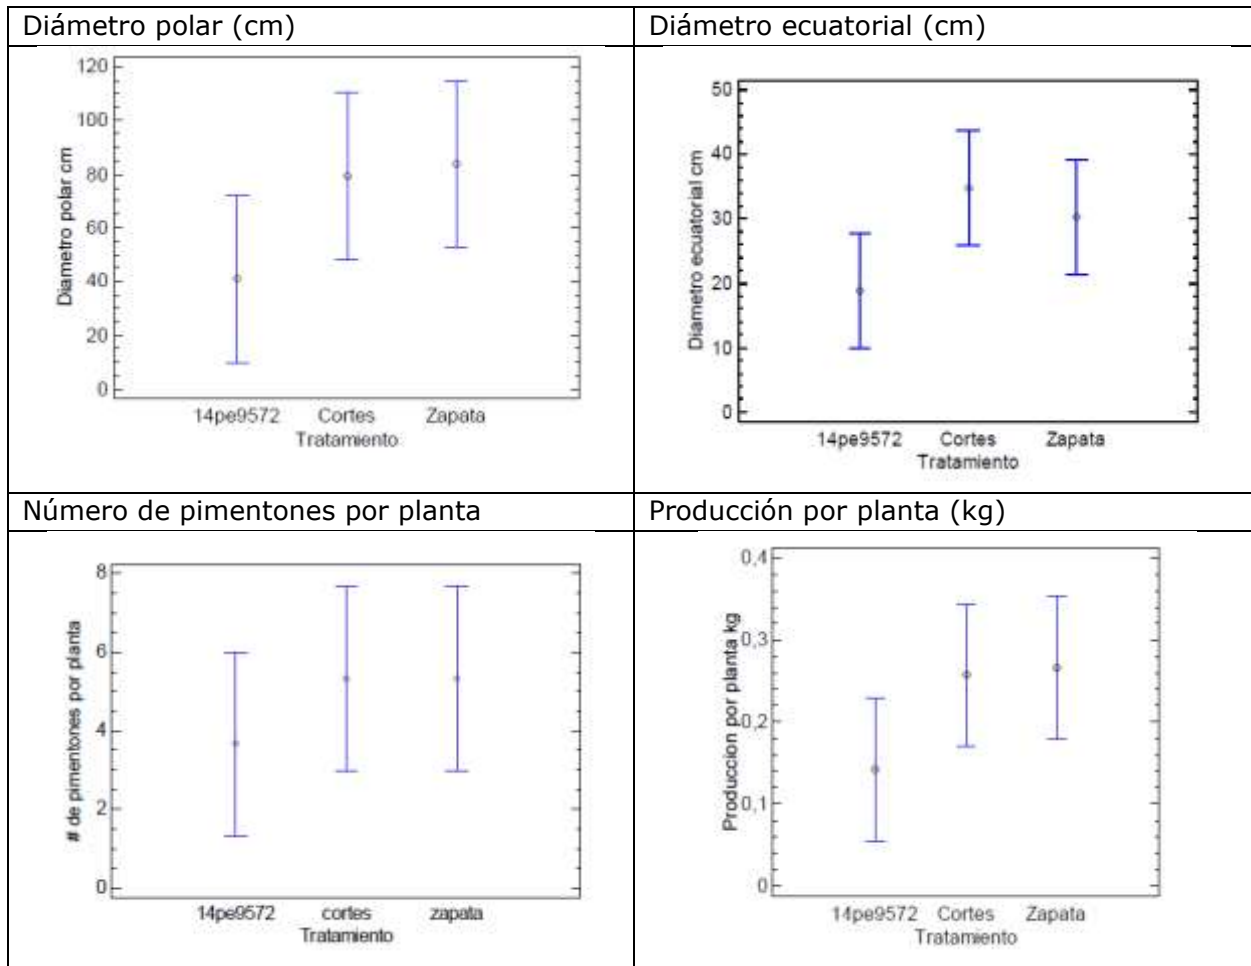 Diámetro polar (cm)
Diámetro ecuatorial (cm)
Diametro polar cm
120
100
80
60
40
20
0
14pe9572 Cortes Zapata
Tratamiento
Diametro ecuatorial cm
50
40
30
20
10
0
14pe9572 Cortes Zapata
Tratamiento
Número de pimentones por planta
Producción por planta (kg)
# de pimentones por planta
8
6
4
2
0
14pe9572 cortes zapata
Tratamiento
Produccion por planta kg
0,4
0,3
0,2
0,1
0
14pe9572 Cortes Zapata
Tratamiento